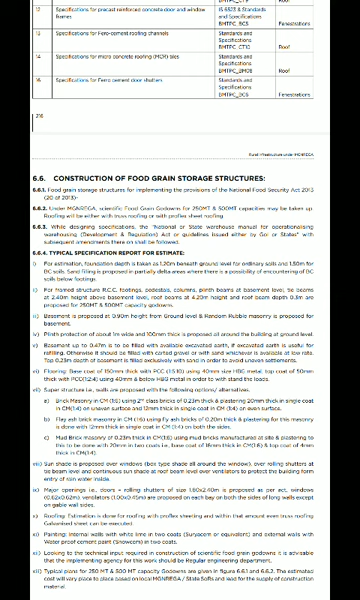 12 Specifications for precast reinforced concrete door and window IS 6523 & Standards
frames Specifications
BMTPC_BC5 Fenestrations
13 Specifications for Ferro-cement roofing channels Standards and
Specifications
BMTPC_CT10 Roof
14 Specifications for micro concrete roofing (MCR) tiles Standards and
Specifications
BMTPC_BM08 Roof
Specifications for Ferro cement door shutters Standards and
Specifications
Fenestrations
216
Rural Infrastructure under MGNREGA
6.6. CONSTRUCTION OF FOOD GRAIN STORAGE STRUCTURES:
6.6.1. Food grain storage structures for implementing the provisions of the National Food Security Act 2013
(20 of 2013)-
6.6.2. Under MGNREGA, scientific Food Grain Godowns for 250MT & 500MT capacities may be taken up.
Roofing will be either with truss roofing or with profiled sheet roofing.
6.6.3. While designing specifications, the "National or State warehouse manual for operationalising
warehousing (Development & Regulation) Act or guidelines issued either by GoI or States" with
subsequent amendments there on shall be followed.
6.6.4. TYPICAL SPECIFICATION REPORT FOR ESTIMATE:
i) For estimation, foundation depth is taken as 1.20m beneath ground level for ordinary soils and 1.50m for
BC soils. Sand filling is proposed in partially delta areas where there is a possibility of encountering of BC
soils below footings.
For framed structure R.C.C. footings, pedestals, columns, plinth beams at basement level, tie beams
at 2.40m height above basement level, roof beams at 4.20m height and roof beam depth 0.3m are
proposed for 250MT & 500MT capacity godowns.
Basement is proposed at 0.90m height from Ground level & Random Rubble masonry is proposed for
basement.
Plinth protection of about 1m wide and 100mm thick is proposed all around the building at ground level.
v) Basement up to 0.47m is to be filled with available excavated earth, if excavated earth is useful for
refilling. Otherwise it should be filled with carted gravel or with sand whichever is available at low rate.
Top 0.23m depth of basement is filled exclusively with sand in order to avoid uneven settlements.
vi) Flooring: Base coat of 150mm thick with PCC (1:5:10) using 40mm size HBG metal, top coat of 50mm
thick with PCC(1:2:4) using 20mm & below HBG metal in order to with stand the loads.
vii) Super structure i.e., walls are proposed with the following options/ alternatives.
a) Brick Masonry in CM (1:6) using 2nd class bricks of 0.23m thick & plastering 20mm thick in single coat
in CM(1:4) on uneven surface and 12mm thick in single coat in CM (1:4) on even surface.
b) Fley ash brick masonry in CM (1:6) using fly ash bricks of 0.20m thick & plastering for this masonry
is done with 12mm thick in single coat in CM (1:4) on both the sides.
c) Mud Brick masonry of 0.23m thick in CM(1:8) using mud bricks manufactured at site & plastering to
this to be done with 20mm in two coats i.e., base coat of 16mm thick in CM(1:6) & top coat of 4mm
thick in CM(1:4).
viii) Sun shade is proposed over windows (box type shade all around the window), over rolling shutters at
tie beam level and continuous sun shade at roof beam level over ventilators to protect the building form
entry of rain water inside.
ix) Major openings i.e., doors – rolling shutters of size 1.80x2.40m is proposed as per act, windows
(0.62x0.62m), ventilators (1.00x0.45m) are proposed on each bay on both the sides of long walls except
on gable wall sides.
x) Roofing: Estimation is done for roofing with profiled sheeting and within that amount even truss roofing
Galvanised sheet can be executed.
xi) Painting: Internal walls with white lime in two coats (Suryacem or equivalent) and external walls with
Water proof cement paint (Snowcem) in two coats.
xii) Looking to the technical input required in construction of scientific food grain godowns it is advisable
that the implementing agency for this work should be Regular engineering department.
xiii) Typical plans for 250 MT & 500 MT capacity Godowns are given in figure 6.6.1 and 6.6.2. The estimated
cost will vary place to place based on local MGNREGA / State SoRs and lead for the supply of construction
material.